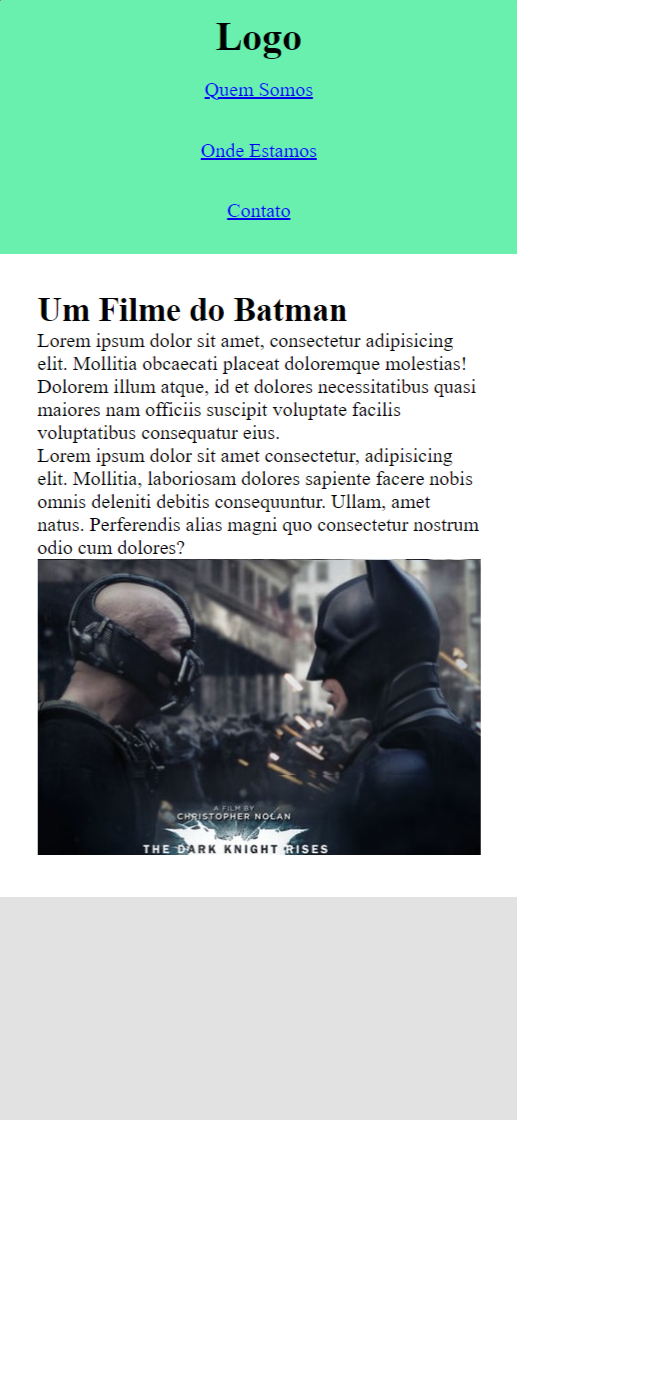 Logo
Quem Somos
Onde Estamos
Contato
Um Filme do Batman
Lorem ipsum dolor sit amet, consectetur adipisicing
elit. Mollitia obcaecati placeat doloremque molestias!
Dolorem illum atque, id et dolores necessitatibus quasi
maiores nam officiis suscipit voluptate facilis
voluptatibus consequatur eius.
Lorem ipsum dolor sit amet consectetur, adipisicing
elit. Mollitia, laboriosam dolores sapiente facere nobis
omnis deleniti debitis consequuntur. Ullam, amet
natus. Perferendis alias magni quo consectetur nostrum
odio cum dolores?
A FILM BY
CHRISTOPHER NOLAN
THE DARK KNIGHT RISES